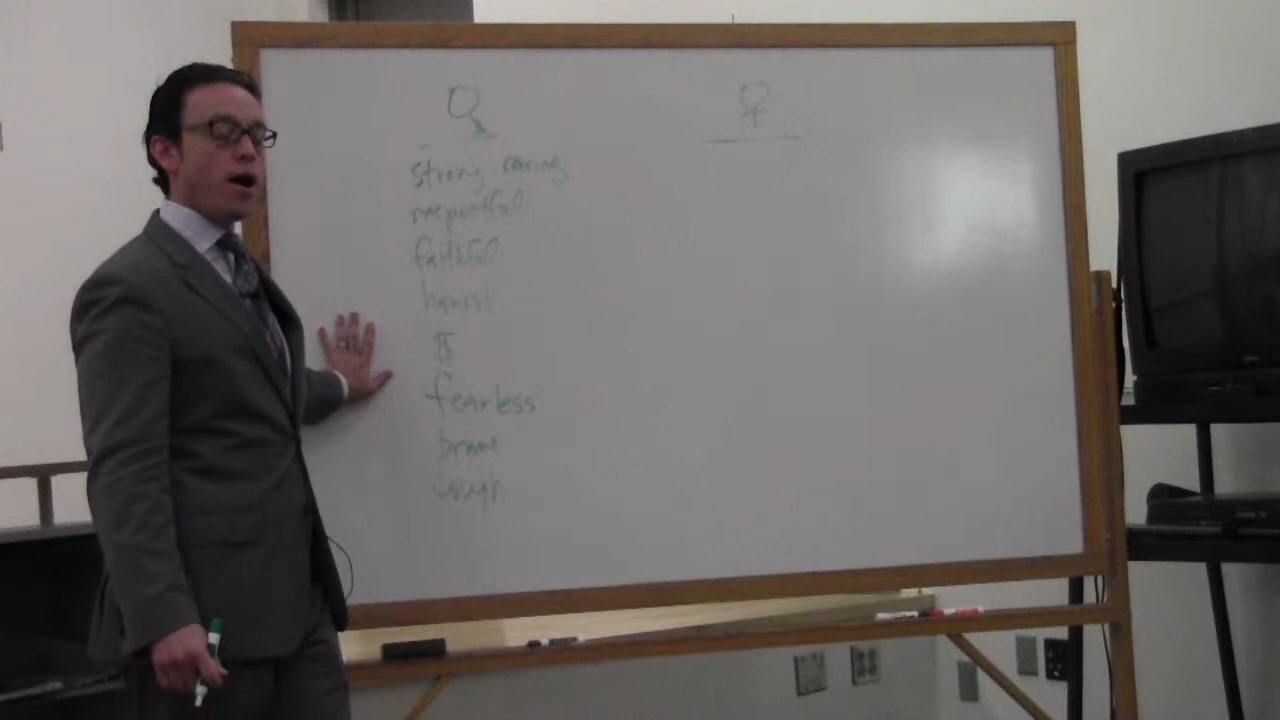 ♂ ♀
strong caring
respectful
faithful
honest
$
fearless
brave
tough